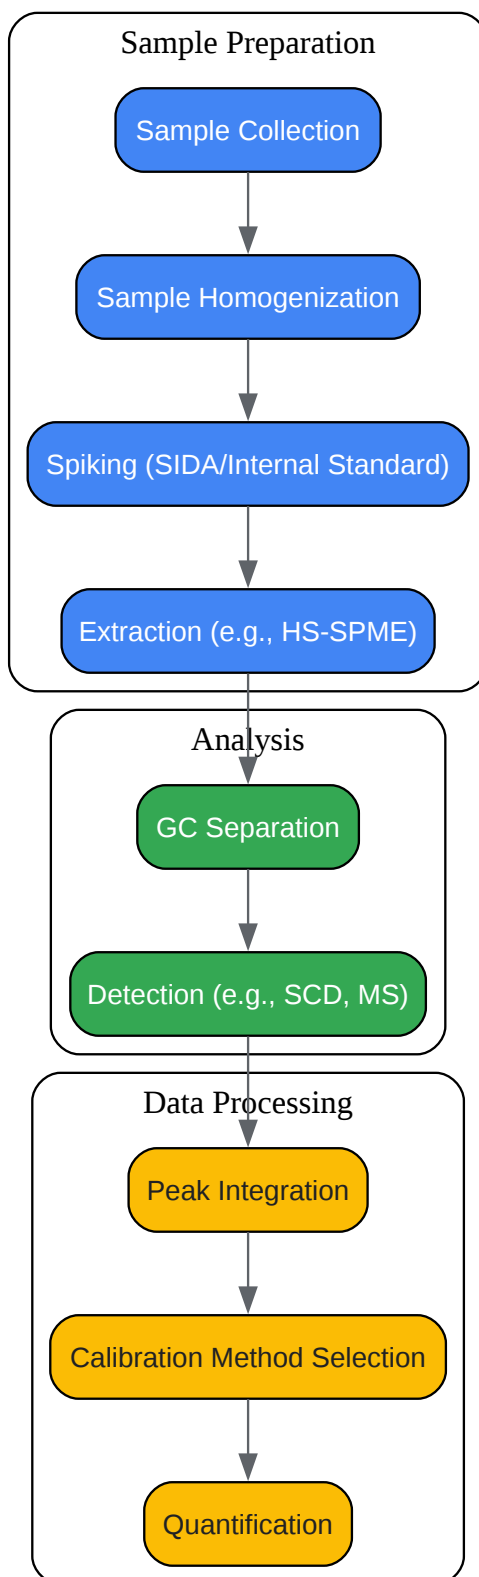 Sample Preparation
Sample Collection
Sample Homogenization
Spiking (SIDA/Internal Standard)
Extraction (e.g., HS-SPME)
Analysis
GC Separation
Detection (e.g., SCD, MS)
Data Processing
Peak Integration
Calibration Method Selection
Quantification